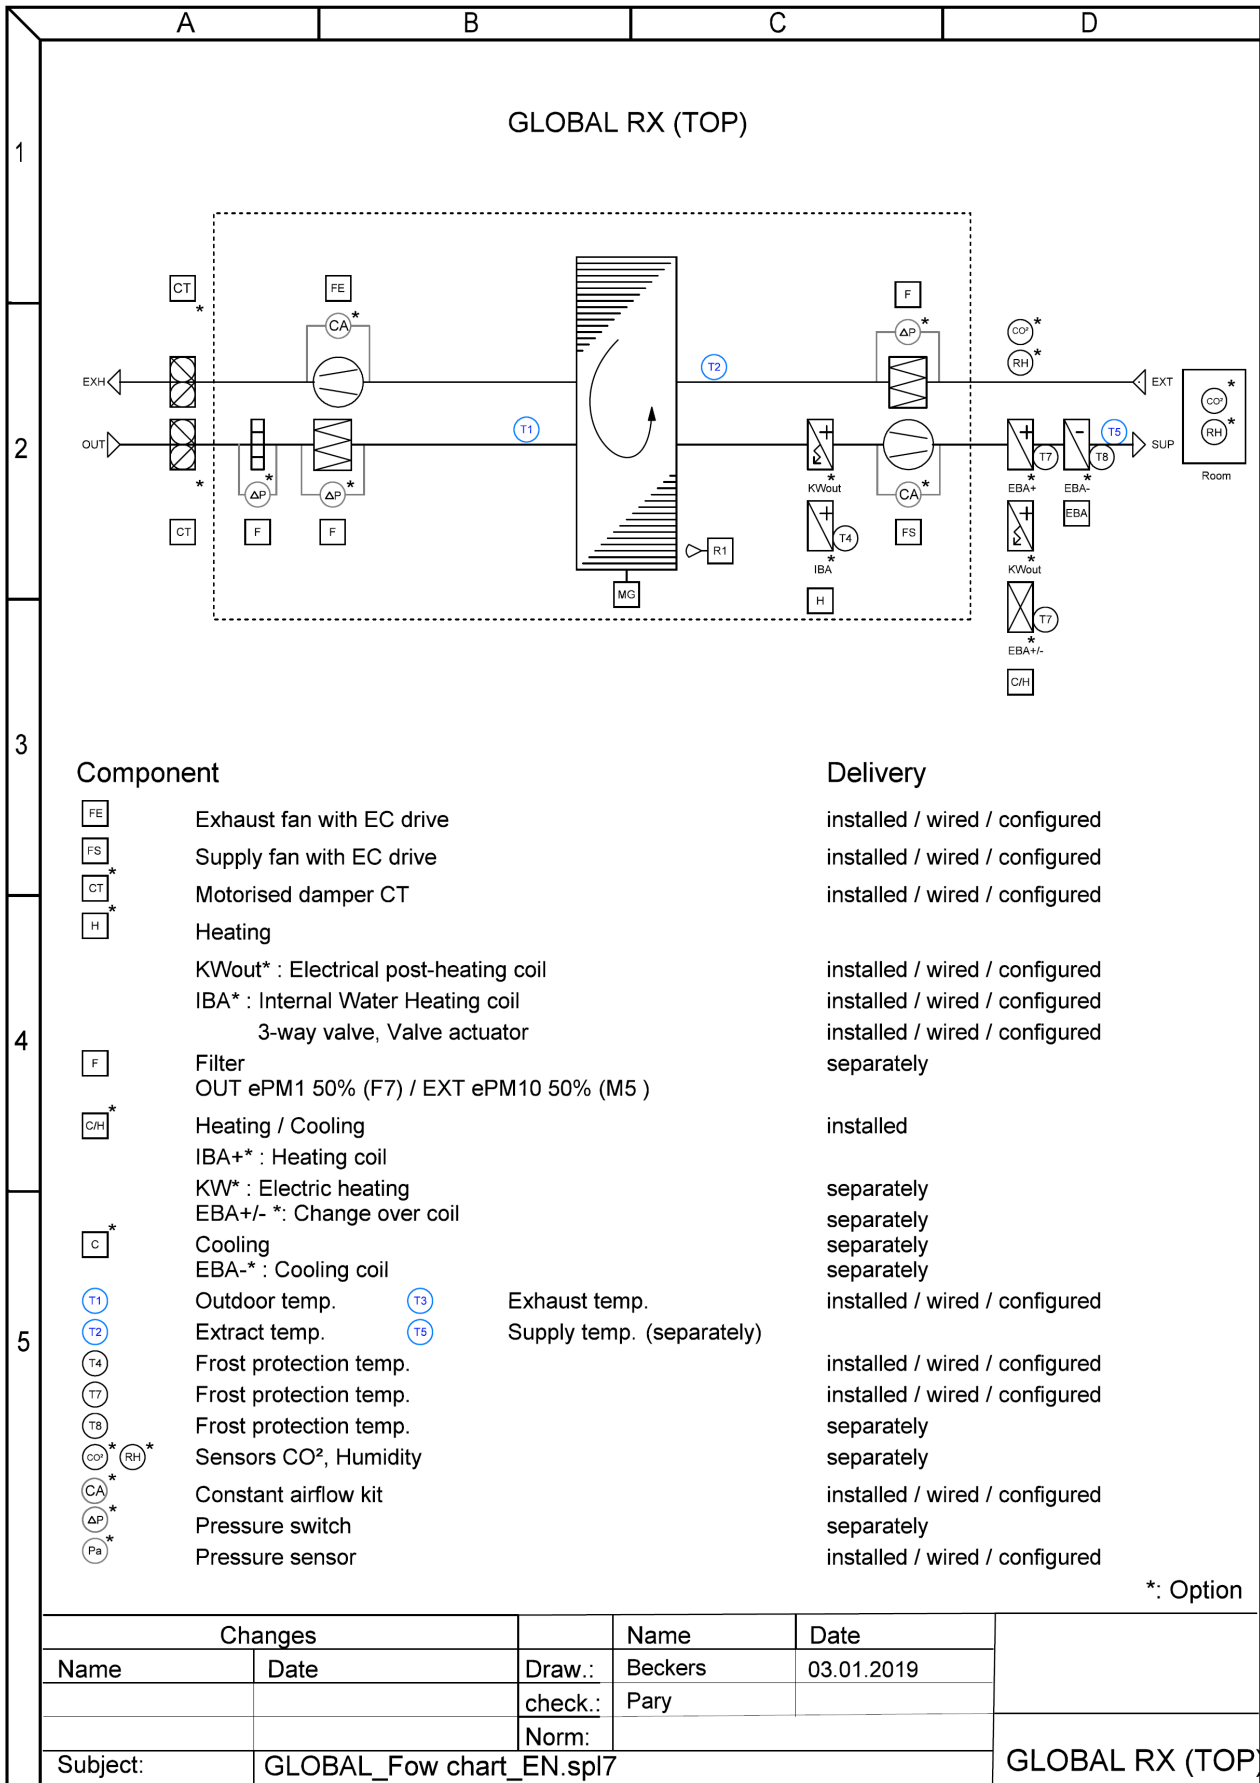 A B C D
1
GLOBAL RX (TOP)
CT
*
FE
CA *
F
ΔP *
CO² *
RH *
T2
EXH
EXT
CO² *
RH *
Room
2
OUT
T1
T5
SUP
T7
T8
*
ΔP *
ΔP *
*
KWout
CA *
*
EBA+
*
EBA-
CT
F
F
EBA
T4
FS
R1
*
IBA
*
KWout
MG
H
T7
*
EBA+/-
C/H
3
Component Delivery
FE Exhaust fan with EC drive installed / wired / configured
FS Supply fan with EC drive installed / wired / configured
CT * Motorised damper CT installed / wired / configured
H * Heating
KWout* : Electrical post-heating coil installed / wired / configured
IBA* : Internal Water Heating coil installed / wired / configured
4
3-way valve, Valve actuator installed / wired / configured
F Filter separately
OUT ePM1 50% (F7) / EXT ePM10 50% (M5 )
C/H * Heating / Cooling installed
IBA+* : Heating coil
KW* : Electric heating separately
EBA+/- *: Change over coil separately
C * Cooling separately
EBA-* : Cooling coil separately
T1 Outdoor temp. T3 Exhaust temp. installed / wired / configured
5
T2 Extract temp. T5 Supply temp. (separately)
T4 Frost protection temp. installed / wired / configured
T7 Frost protection temp. installed / wired / configured
T8 Frost protection temp. separately
CO² * RH * Sensors CO², Humidity separately
CA * Constant airflow kit installed / wired / configured
ΔP * Pressure switch separately
Pa * Pressure sensor installed / wired / configured
*: Option
Changes Name Date
Name Date Draw.: Beckers 03.01.2019
check.: Pary
Norm:
Subject: GLOBAL_Fow chart_EN.spl7 GLOBAL RX (TOP)